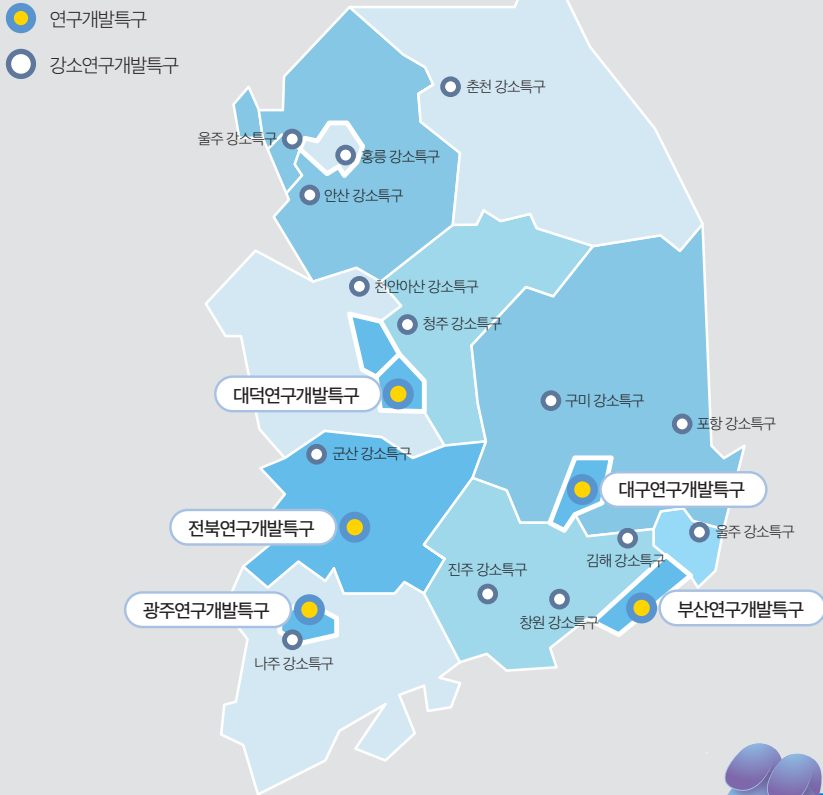 연구개발특구
강소연구개발특구
춘천 강소특구
울주 강소특구
홍릉 강소특구
안산 강소특구
천안아산 강소특구
청주 강소특구
대덕연구개발특구
구미 강소특구
포항 강소특구
군산 강소특구
대구연구개발특구
전북연구개발특구
울주 강소특구
김해 강소특구
진주 강소특구
광주연구개발특구
부산연구개발특구
창원 강소특구
나주 강소특구